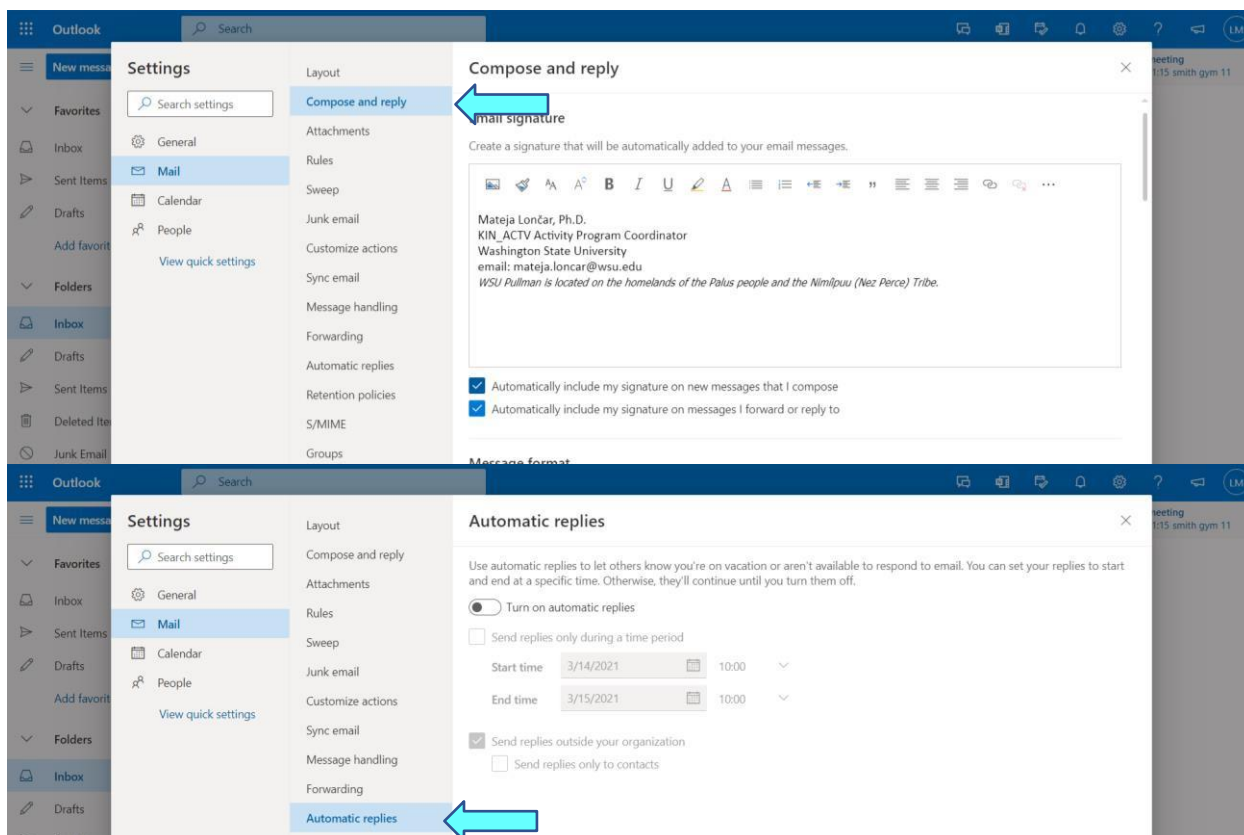 Outlook
Search
New messa
Favorites
Inbox
Sent Items
Drafts
Add favorit
Folders
Inbox
Drafts
Sent Items
Deleted Ite
Junk Email
Settings
Search settings
General
Mail
Calendar
People
View quick settings
Layout
Compose and reply
Attachments
Rules
Sweep
Junk email
Customize actions
Sync email
Message handling
Forwarding
Automatic replies
Retention policies
S/MIME
Groups
Compose and reply
Email signature
Create a signature that will be automatically added to your email messages.
Mateja Lončar, Ph.D.
KIN_ACTV Activity Program Coordinator
Washington State University
email: mateja.loncar@wsu.edu
WSU Pullman is located on the homelands of the Palus people and the Nimíipuu (Nez Perce) Tribe.
Automatically include my signature on new messages that I compose
Automatically include my signature on messages I forward or reply to
Message format
LM
neeting
1:15 smith gym 11
Outlook
Search
New messa
Favorites
Inbox
Sent Items
Drafts
Add favorit
Folders
Inbox
Drafts
Settings
Search settings
General
Mail
Calendar
People
View quick settings
Layout
Compose and reply
Attachments
Rules
Sweep
Junk email
Customize actions
Sync email
Message handling
Forwarding
Automatic replies
Automatic replies
Use automatic replies to let others know you're on vacation or aren't available to respond to email. You can set your replies to start
and end at a specific time. Otherwise, they'll continue until you turn them off.
Turn on automatic replies
Send replies only during a time period
Start time 3/14/2021 10:00
End time 3/15/2021 10:00
Send replies outside your organization
Send replies only to contacts
LM
neeting
1:15 smith gym 11